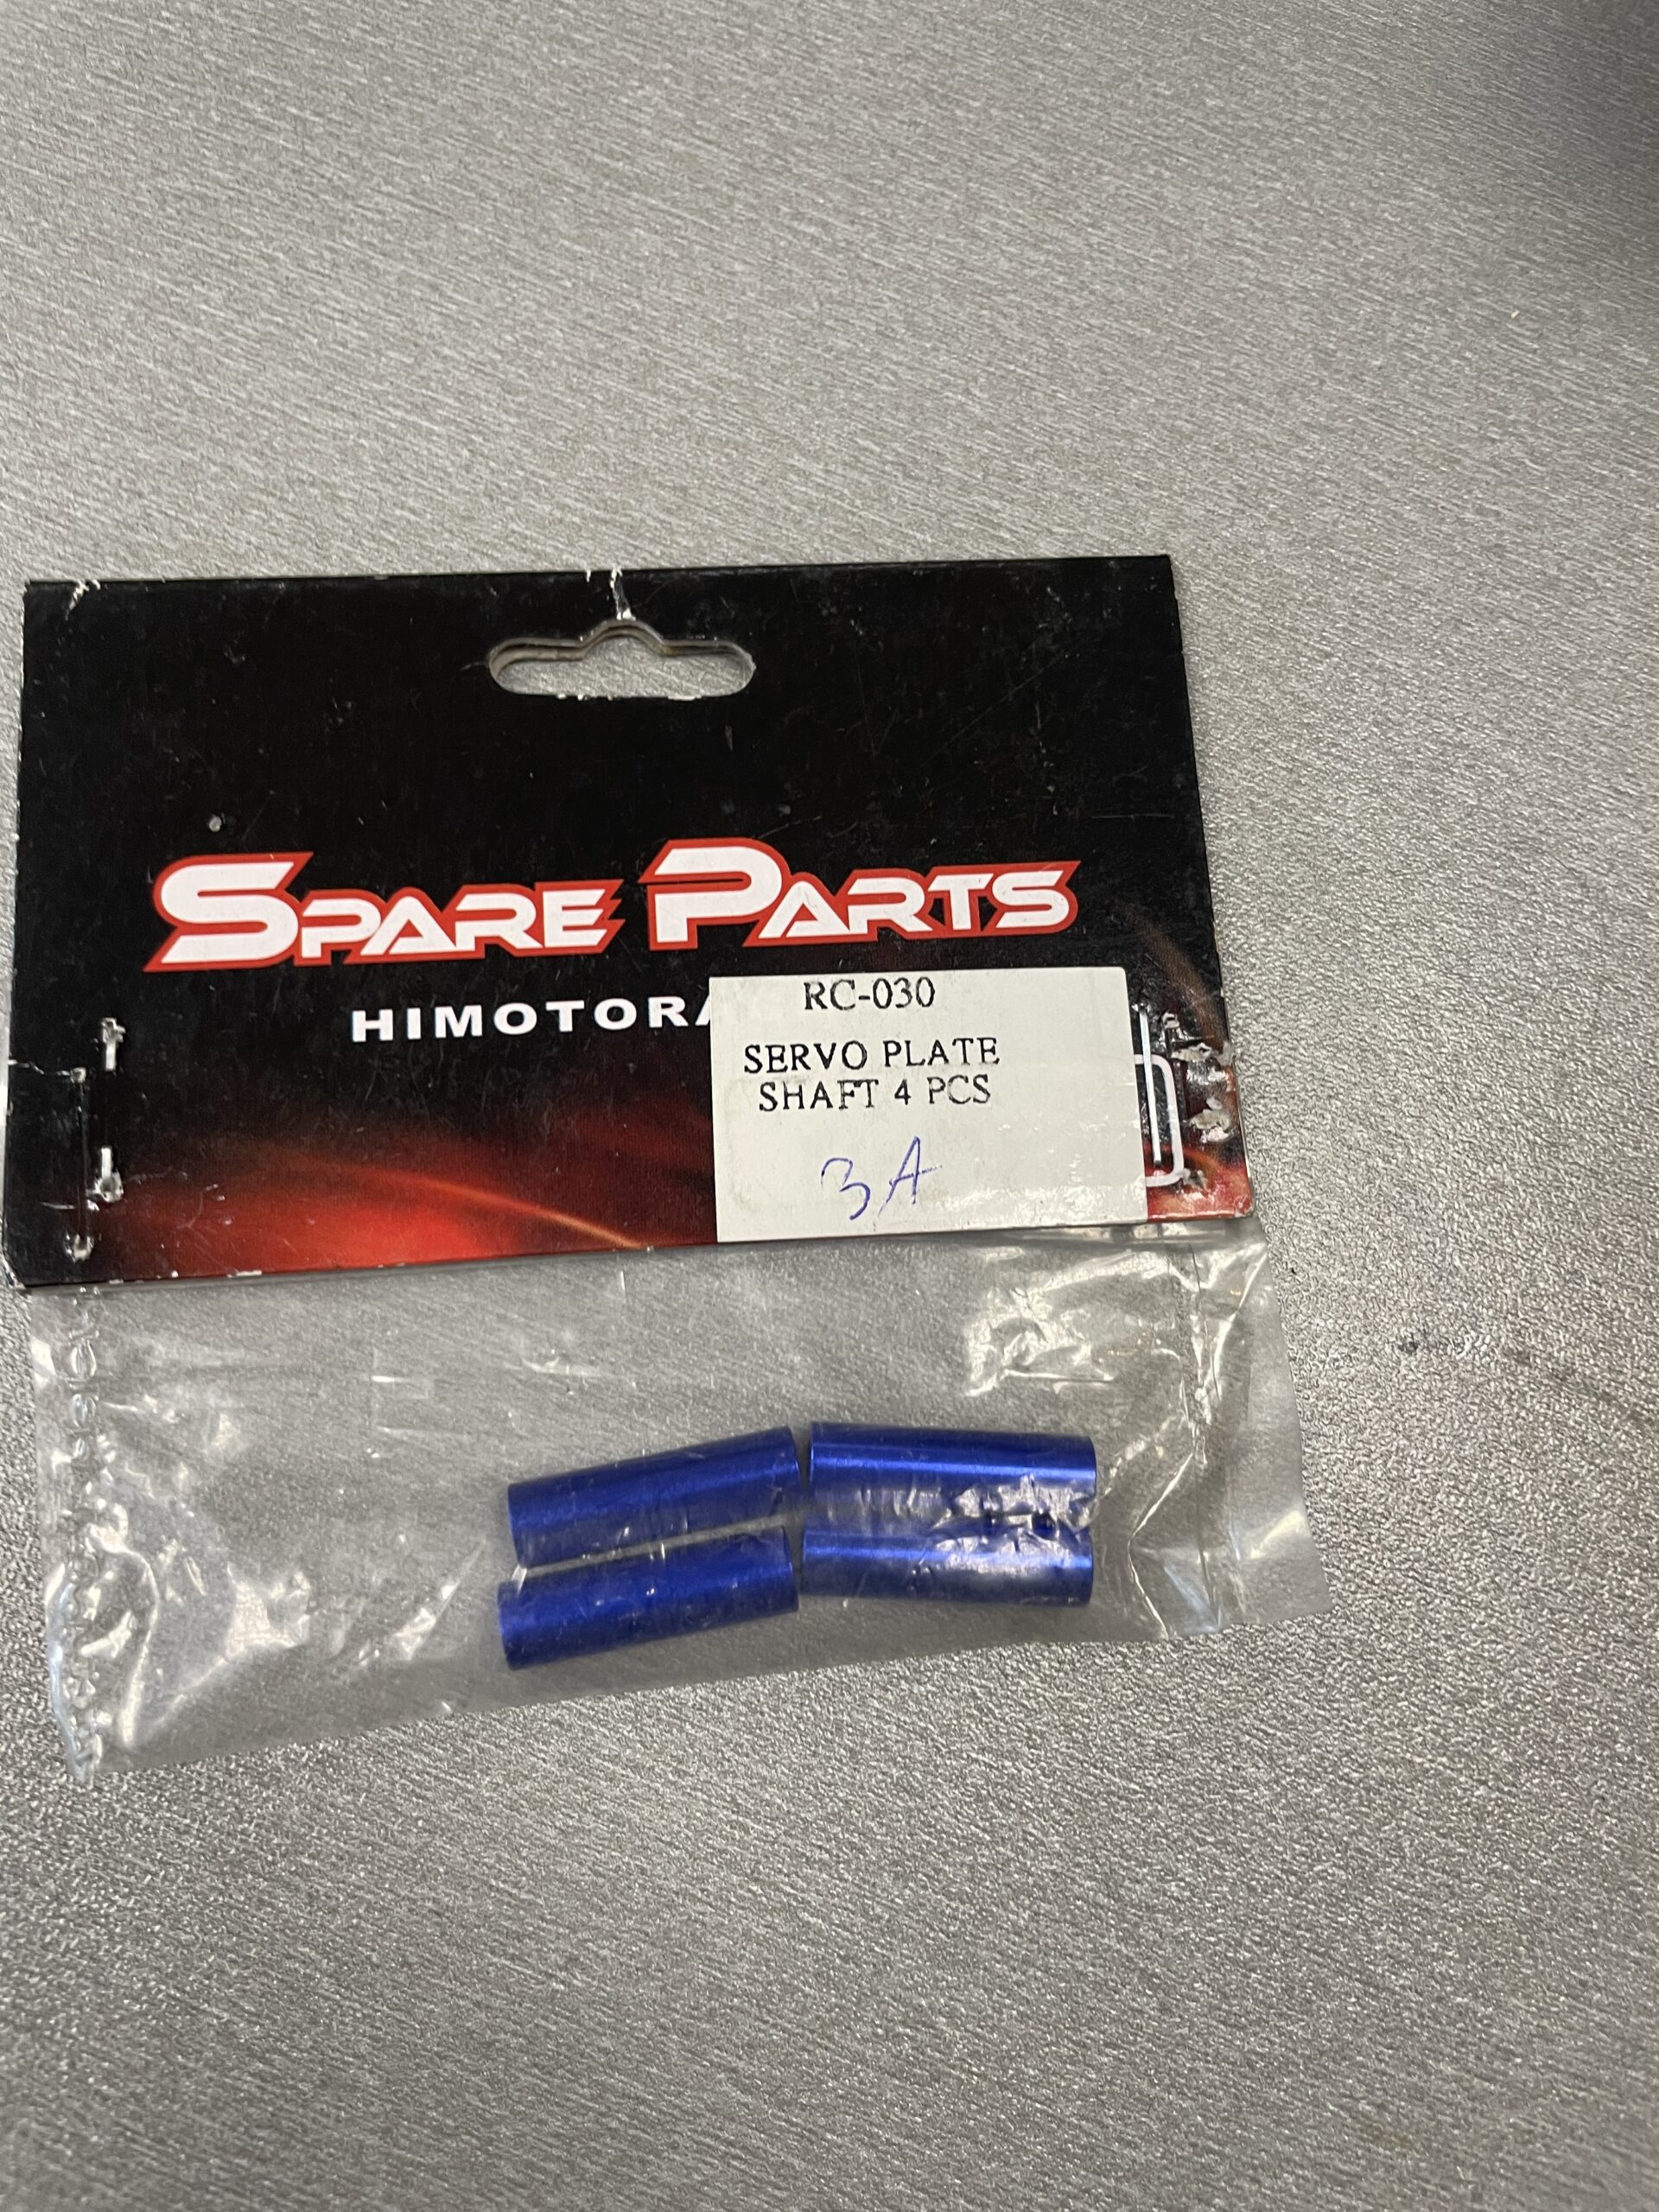 SPARE PARTS
HIMOTORA
RC-030
SERVO PLATE
SHAFT 4 PCS
3A